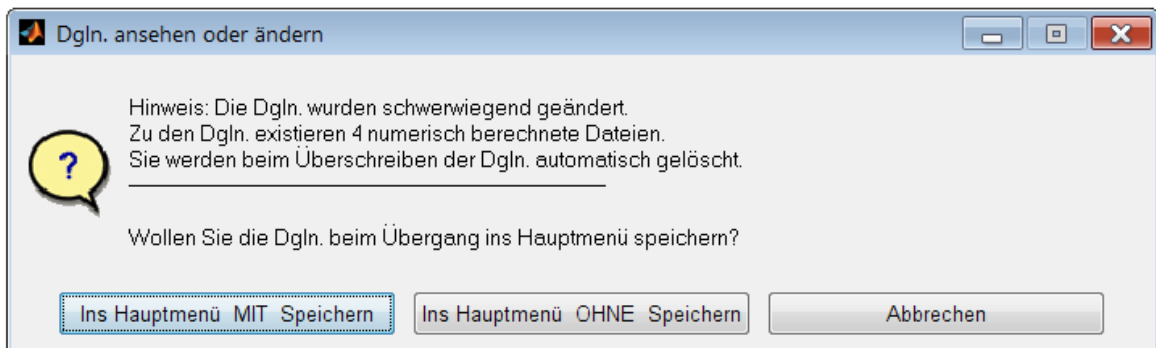 Dgln. ansehen oder ändern
Hinweis: Die Dgln. wurden schwerwiegend geändert.
Zu den Dgln. existieren 4 numerisch berechnete Dateien.
Sie werden beim Überschreiben der Dgln. automatisch gelöscht.
?
Wollen Sie die Dgln. beim Übergang ins Hauptmenü speichern?
Ins Hauptmenü MIT Speichern
Ins Hauptmenü OHNE Speichern
Abbrechen